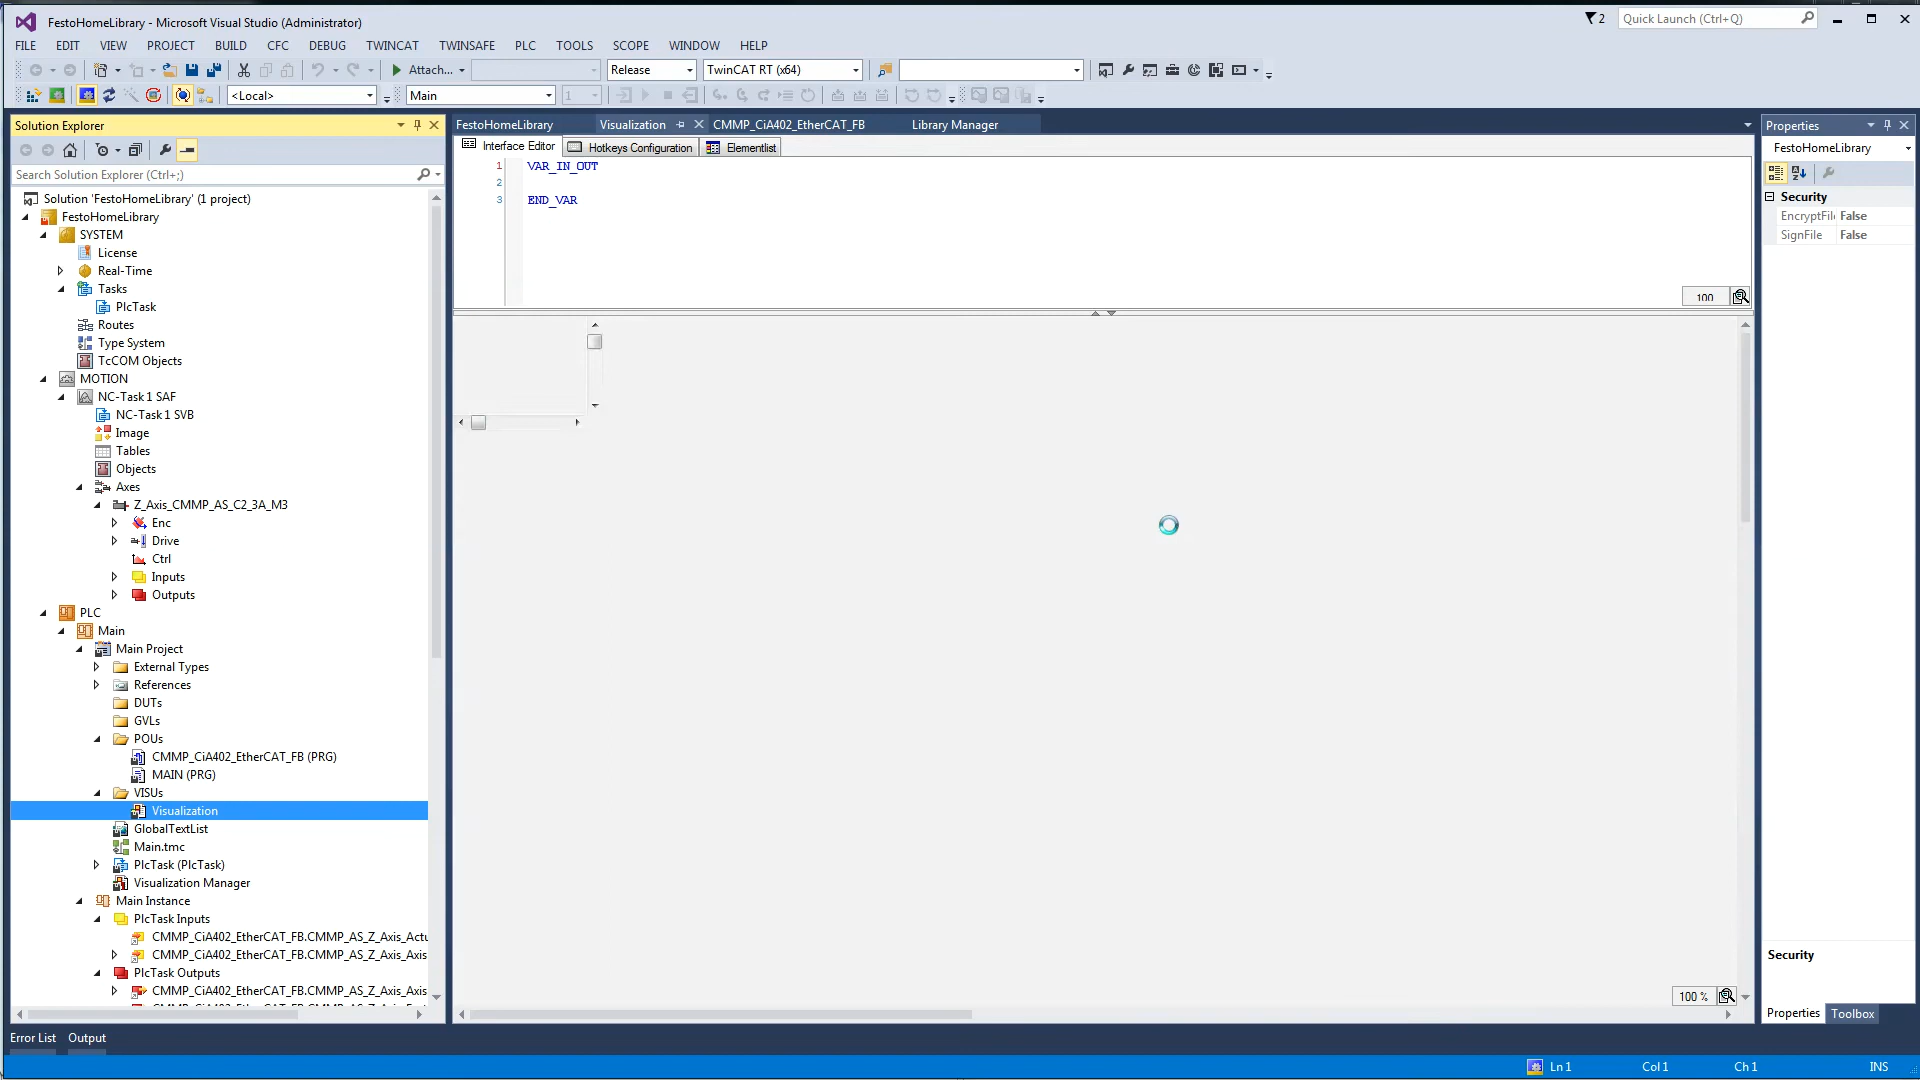 FestoHomeLibrary - Microsoft Visual Studio (Administrator)
2
Quick Launch (Ctrl+Q)
FILE EDIT VIEW PROJECT BUILD CFC DEBUG TWINCAT TWINSAFE PLC TOOLS SCOPE WINDOW HELP
Attach... Release TwinCAT RT (x64)
<Local> Main 1
Solution Explorer
Search Solution Explorer (Ctrl+;)
Solution 'FestoHomeLibrary' (1 project)
FestoHomeLibrary
SYSTEM
License
Real-Time
Tasks
PlcTask
Routes
Type System
TcCOM Objects
MOTION
NC-Task 1 SAF
NC-Task 1 SVB
Image
Tables
Objects
Axes
Z_Axis_CMMP_AS_C2_3A_M3
Enc
Drive
Ctrl
Inputs
Outputs
PLC
Main
Main Project
External Types
References
DUTs
GVLs
POUs
CMMP_CiA402_EtherCAT_FB (PRG)
MAIN (PRG)
VISUs
Visualization
GlobalTextList
Main.tmc
PlcTask (PlcTask)
Visualization Manager
Main Instance
PlcTask Inputs
CMMP_CiA402_EtherCAT_FB.CMMP_AS_Z_Axis_Actu
CMMP_CiA402_EtherCAT_FB.CMMP_AS_Z_Axis_Axis
PlcTask Outputs
CMMP_CiA402_EtherCAT_FB.CMMP_AS_Z_Axis_Axis
FestoHomeLibrary Visualization CMMP_CiA402_EtherCAT_FB Library Manager
Interface Editor Hotkeys Configuration Elementlist
1 VAR_IN_OUT
2
3 END_VAR
100
100 %
Properties
FestoHomeLibrary
Security
EncryptFil False
SignFile False
Security
Properties Toolbox
Error List Output
Ln 1 Col 1 Ch 1 INS